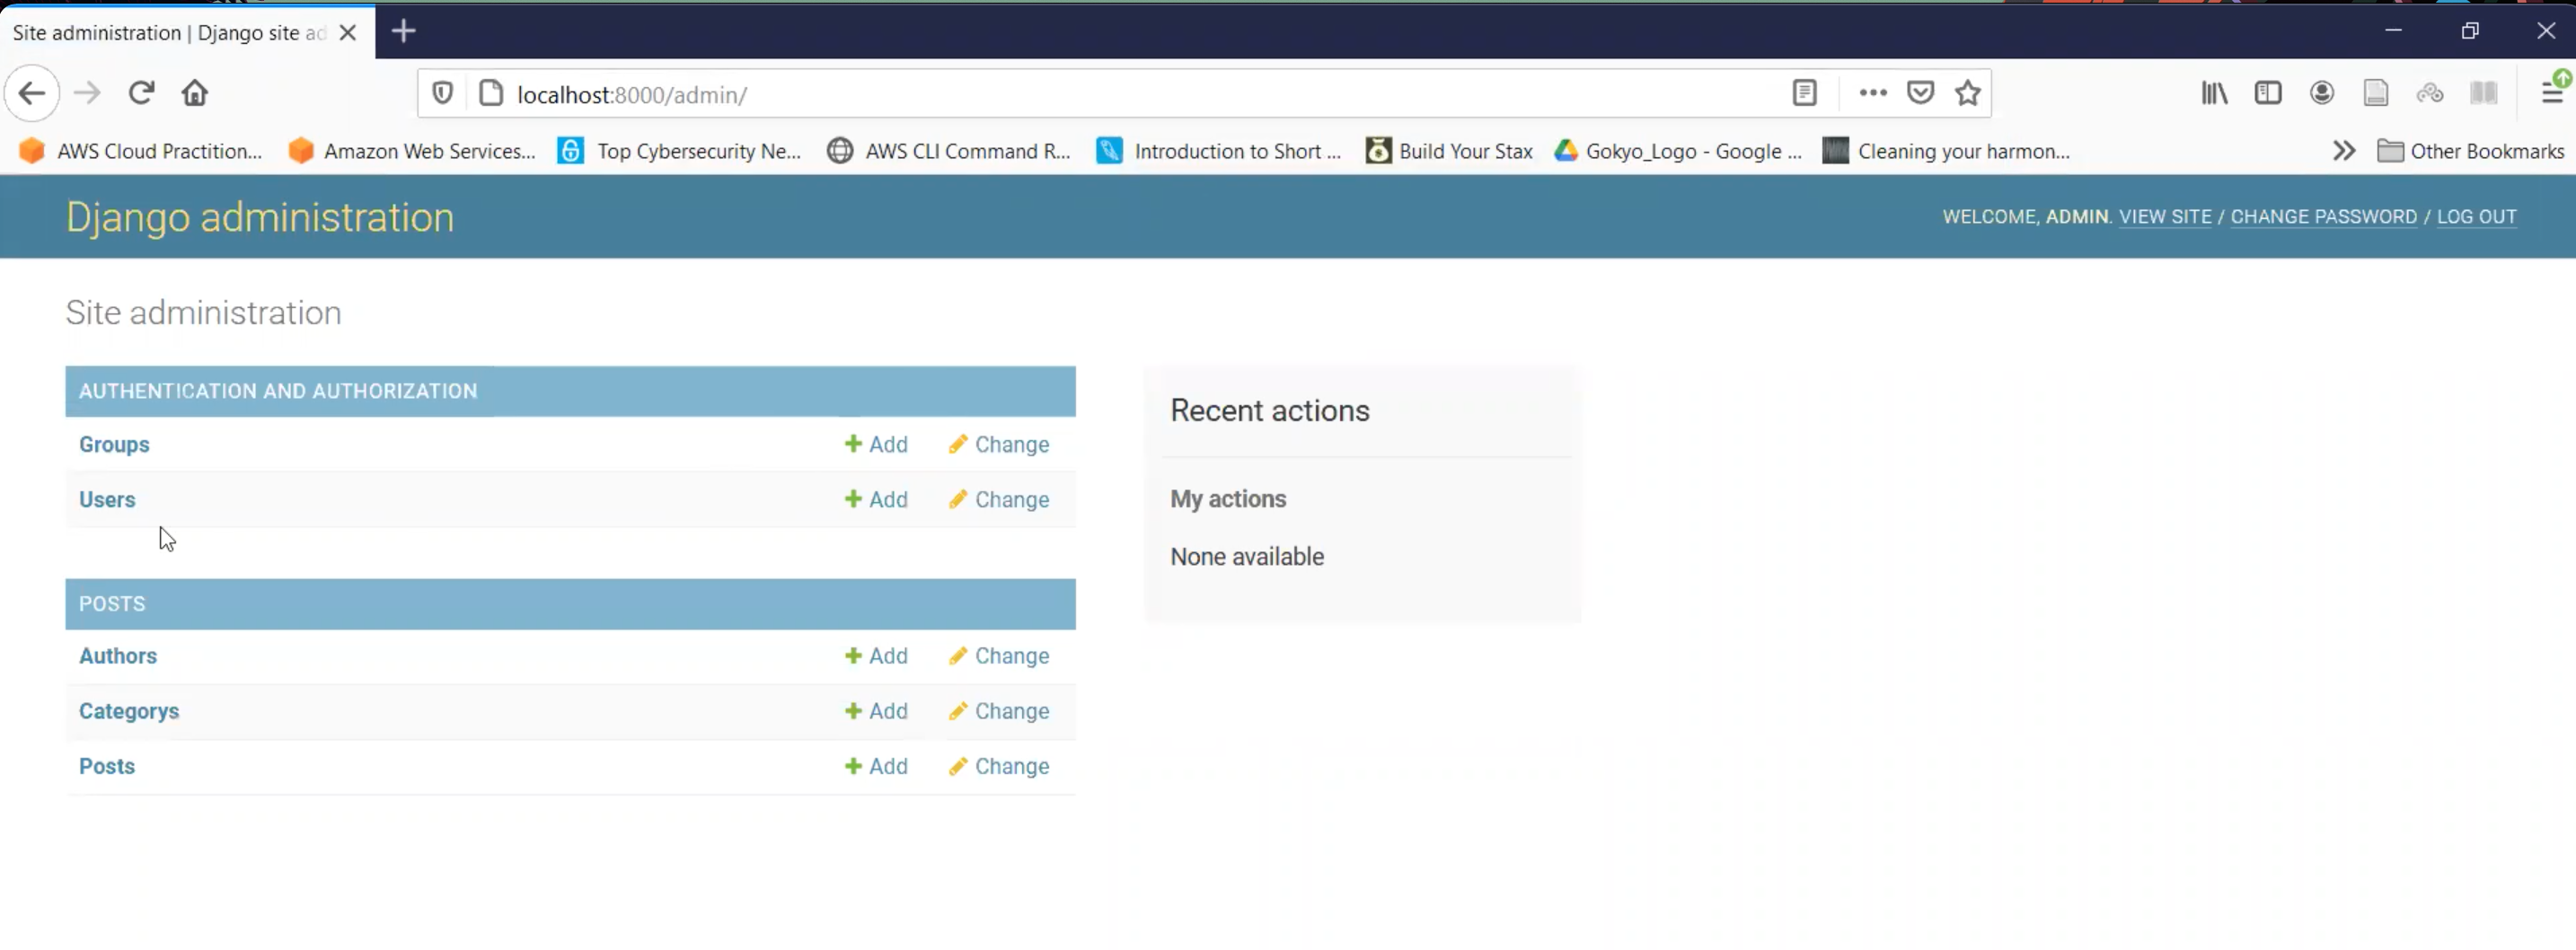 Site administration | Django site ad
localhost:8000/admin/
AWS Cloud Practition... Amazon Web Services... Top Cybersecurity Ne... AWS CLI Command R... Introduction to Short ... Build Your Stax Gokyo_Logo - Google ... Cleaning your harmon... Other Bookmarks
Django administration
WELCOME, ADMIN. VIEW SITE / CHANGE PASSWORD / LOG OUT
Site administration
AUTHENTICATION AND AUTHORIZATION
Groups Add Change
Users Add Change
POSTS
Authors Add Change
Categorys Add Change
Posts Add Change
Recent actions
My actions
None available